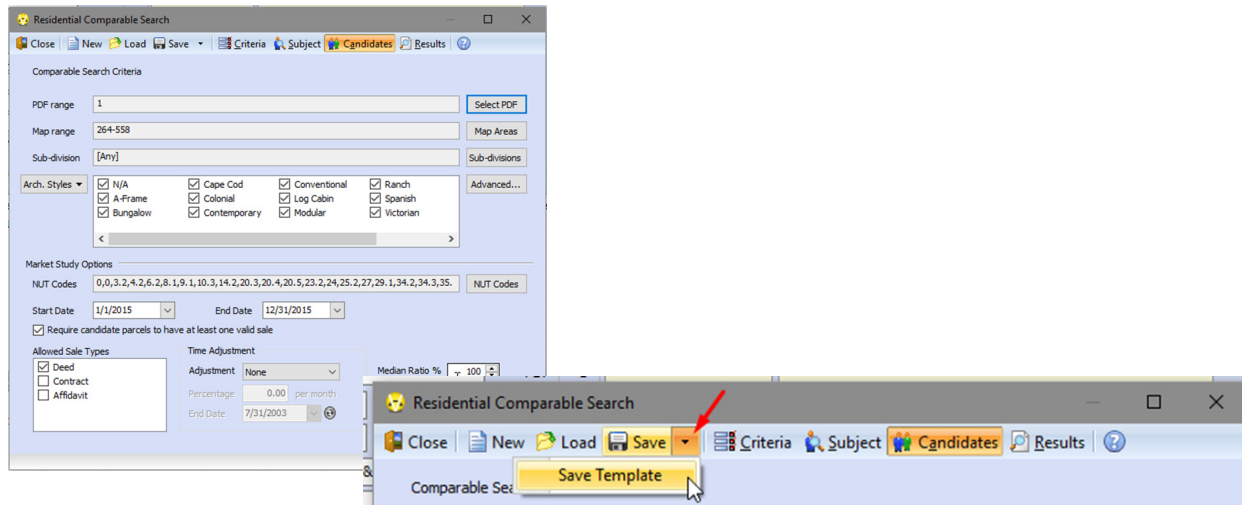 Residential Comparable Search
Close New Load Save Criteria Subject Candidates Results
Comparable Search Criteria
PDF range 1 Select PDF
Map range 264-558 Map Areas
Sub-division [Any] Sub-divisions
Arch. Styles N/A Cape Cod Conventional Ranch Advanced...
A-Frame Colonial Log Cabin Spanish
Bungalow Contemporary Modular Victorian
Market Study Options
NUT Codes 0,0,3.2,4.2,6.2,8.1,9.1,10.3,14.2,20.3,20.4,20.5,23.2,24,25.2,27,29.1,34.2,34.3,35. NUT Codes
Start Date 1/1/2015 End Date 12/31/2015
Require candidate parcels to have at least one valid sale
Allowed Sale Types Time Adjustment
Deed Adjustment None Median Ratio % 100
Contract
Affidavit Percentage 0.00 per month
End Date 7/31/2003
Residential Comparable Search
Close New Load Save Criteria Subject Candidates Results
Save Template
Comparable Sea
&